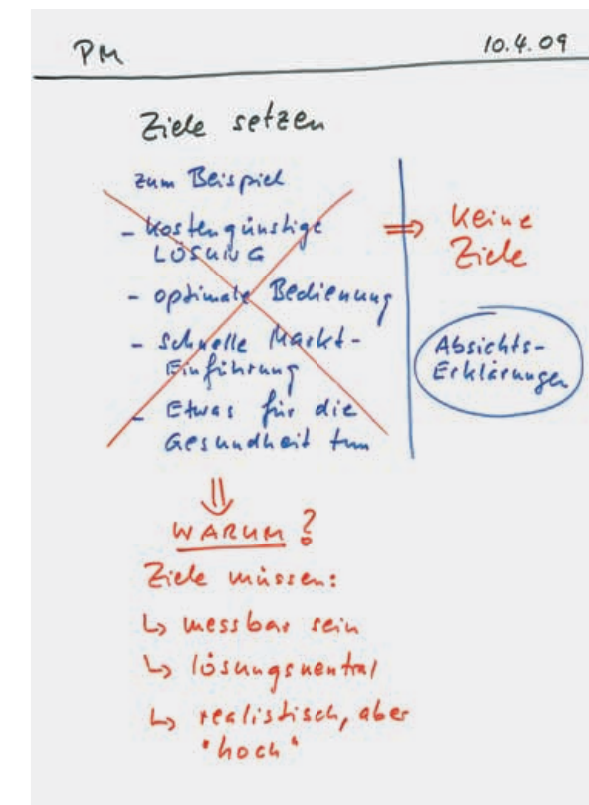 PM 10.4.09
Ziele setzen
zum Beispiel
- Kostengünstige
LÖSUNG
- optimale Bedienung
- schnelle Markt-
Einführung
- Etwas für die
Gesundheit tun
⇒ Keine
Ziele
Absichts-
Erklärungen
⇓
WARUM?
Ziele müssen:
↳ messbar sein
↳ lösungsneutral
↳ realistisch, aber
"hoch"